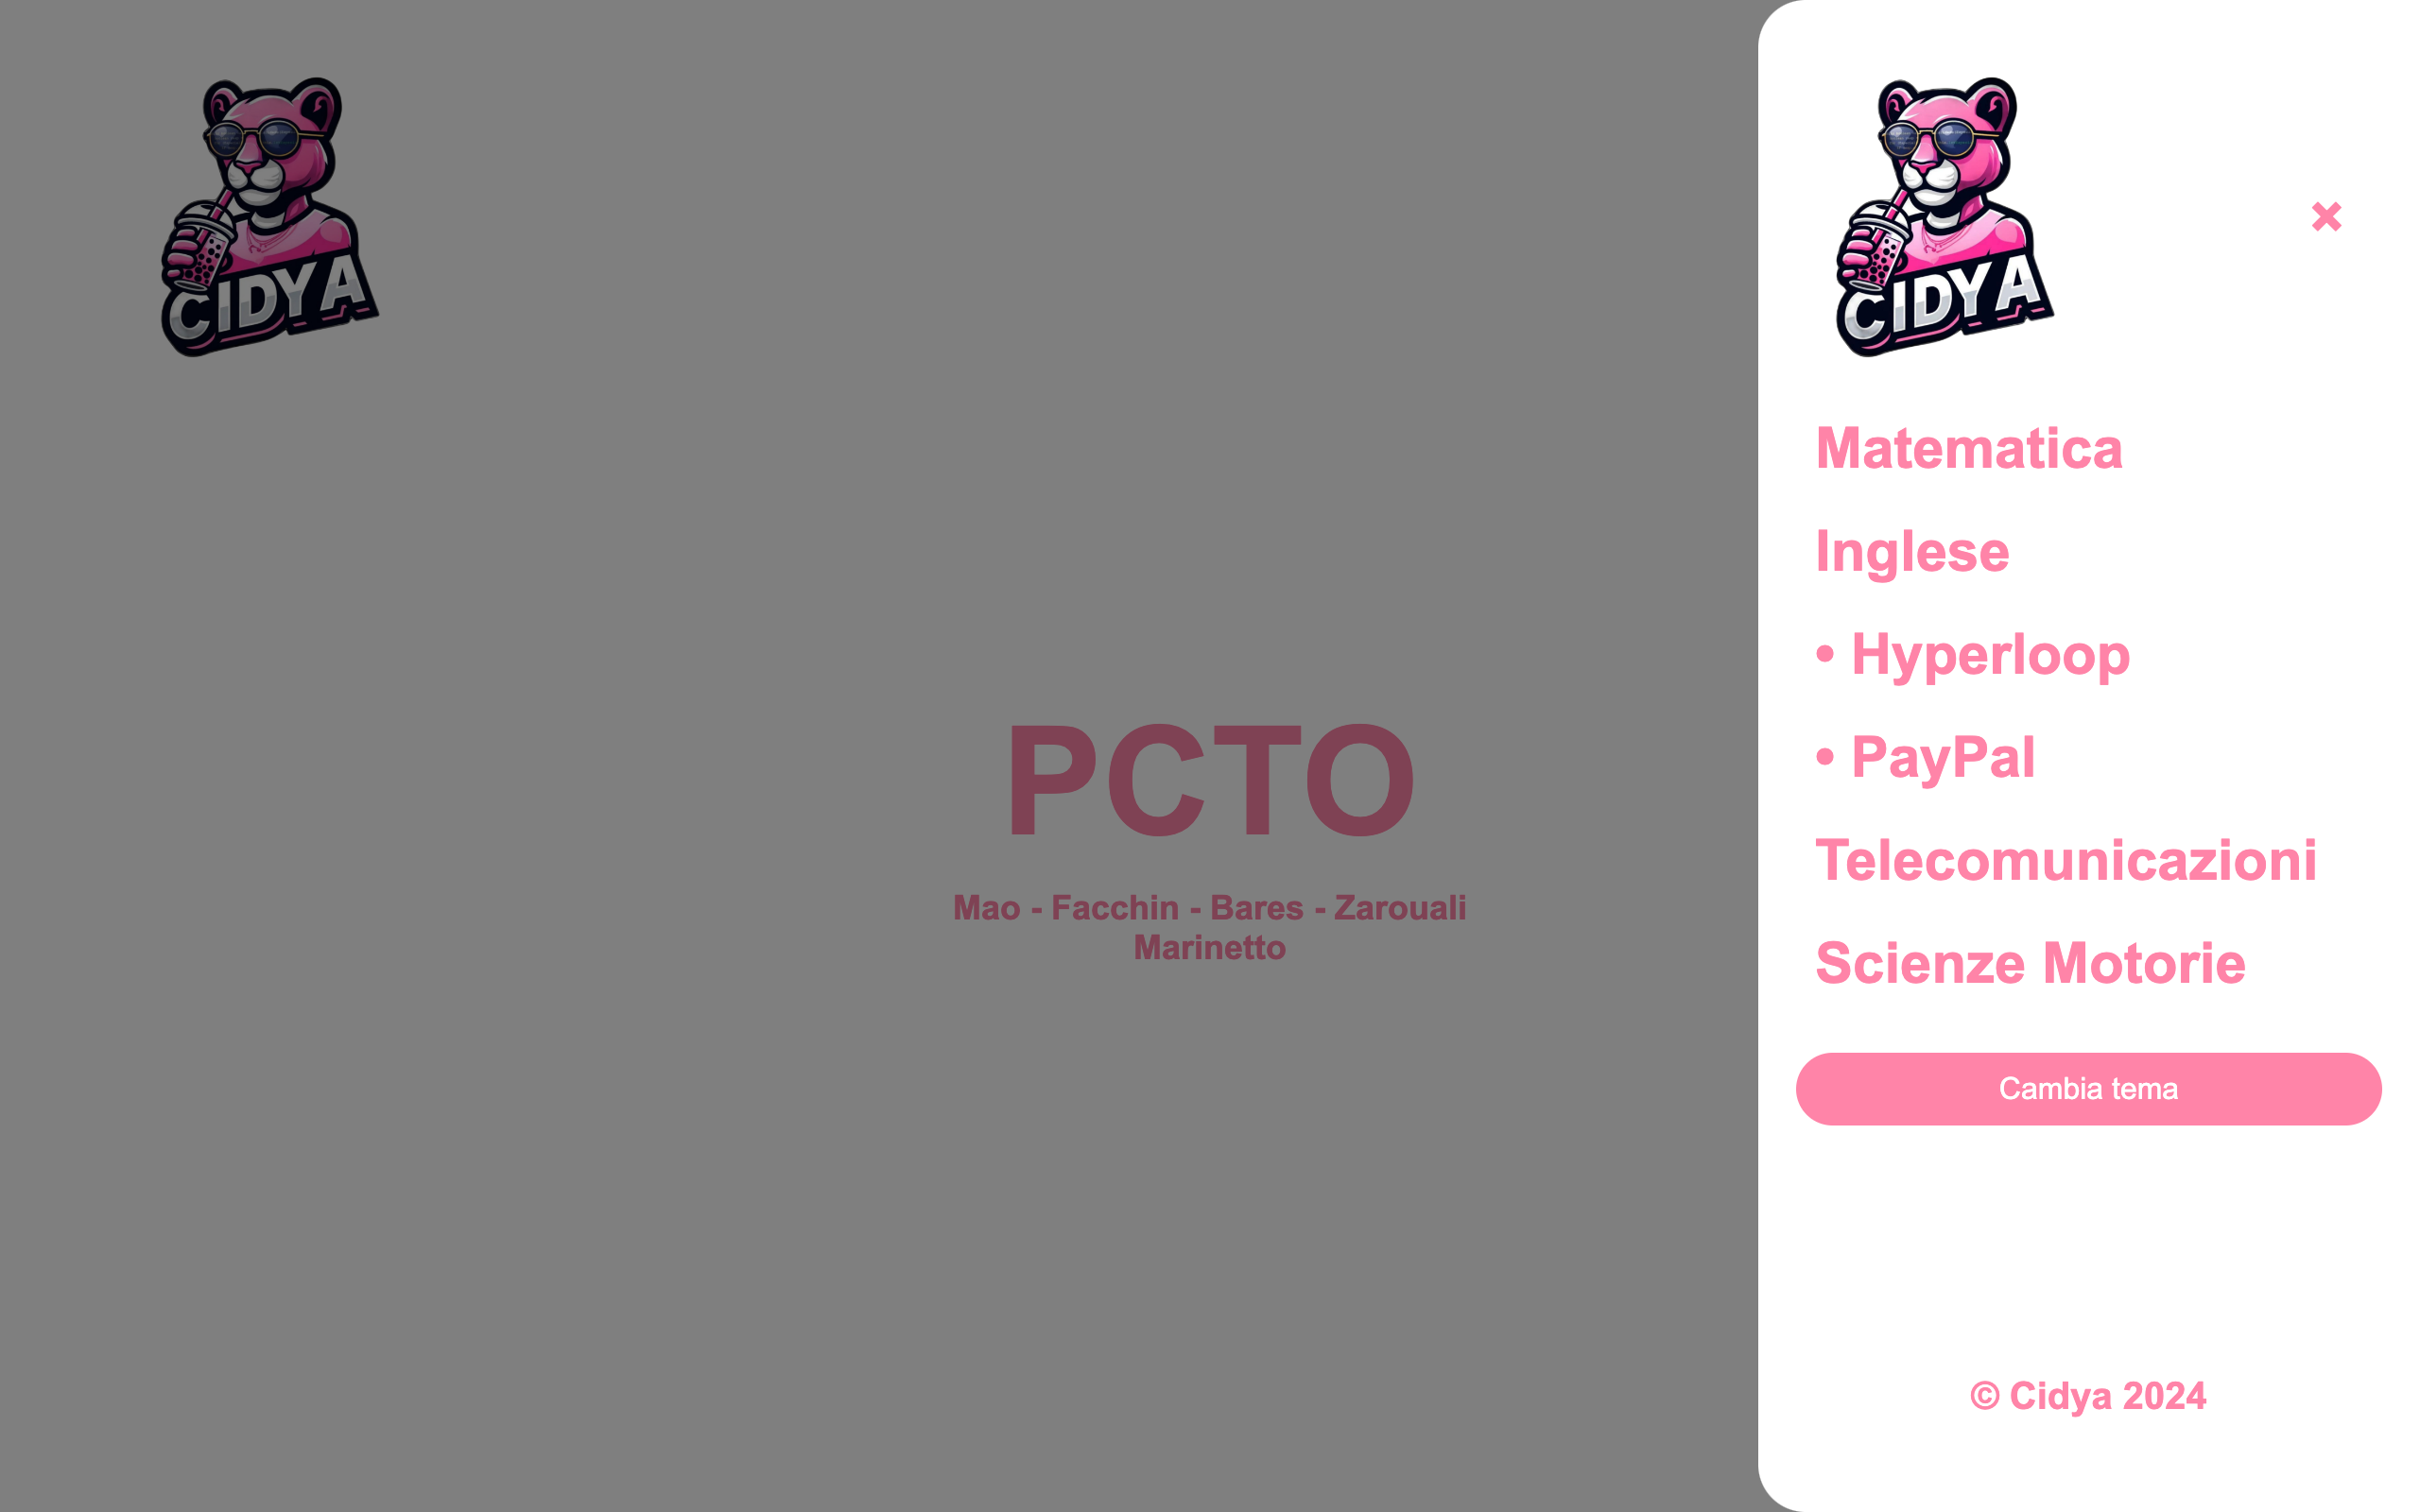 CIDYA
PCTO
Mao - Facchin - Bares - Zarouali
Marinetto
CIDYA
×
Matematica
Inglese
• Hyperloop
• PayPal
Telecomunicazioni
Scienze Motorie
Cambia tema
© Cidya 2024